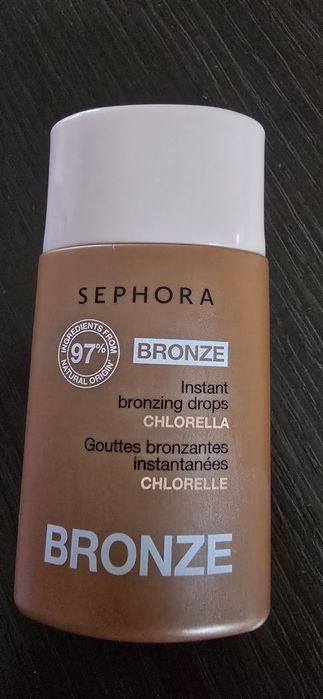 SEPHORA
INGREDIENTS FROM
97%
NATURAL ORIGIN*
BRONZE
Instant
bronzing drops
CHLORELLA
Gouttes bronzantes
instantanées
CHLORELLE
BRONZE